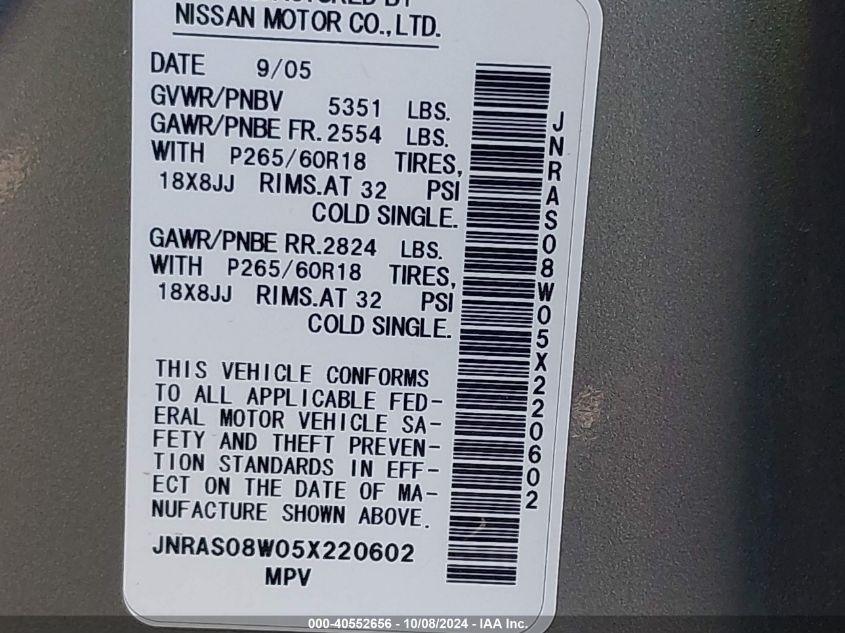 NISSAN MOTOR CO.,LTD.
DATE 9/05
GVWR/PNBV 5351 LBS.
GAWR/PNBE FR. 2554 LBS.
WITH P265/60R18 TIRES,
18X8JJ RIMS.AT 32 PSI
COLD SINGLE.
GAWR/PNBE RR. 2824 LBS.
WITH P265/60R18 TIRES,
18X8JJ RIMS.AT 32 PSI
COLD SINGLE.
THIS VEHICLE CONFORMS
TO ALL APPLICABLE FED-
ERAL MOTOR VEHICLE SA-
FETY AND THEFT PREVEN-
TION STANDARDS IN EFF-
ECT ON THE DATE OF MA-
NUFACTURE SHOWN ABOVE.
JNRAS08W05X220602
MPV
JNRAS08W05X220602
000-40552656 - 10/08/2024 - IAA Inc.